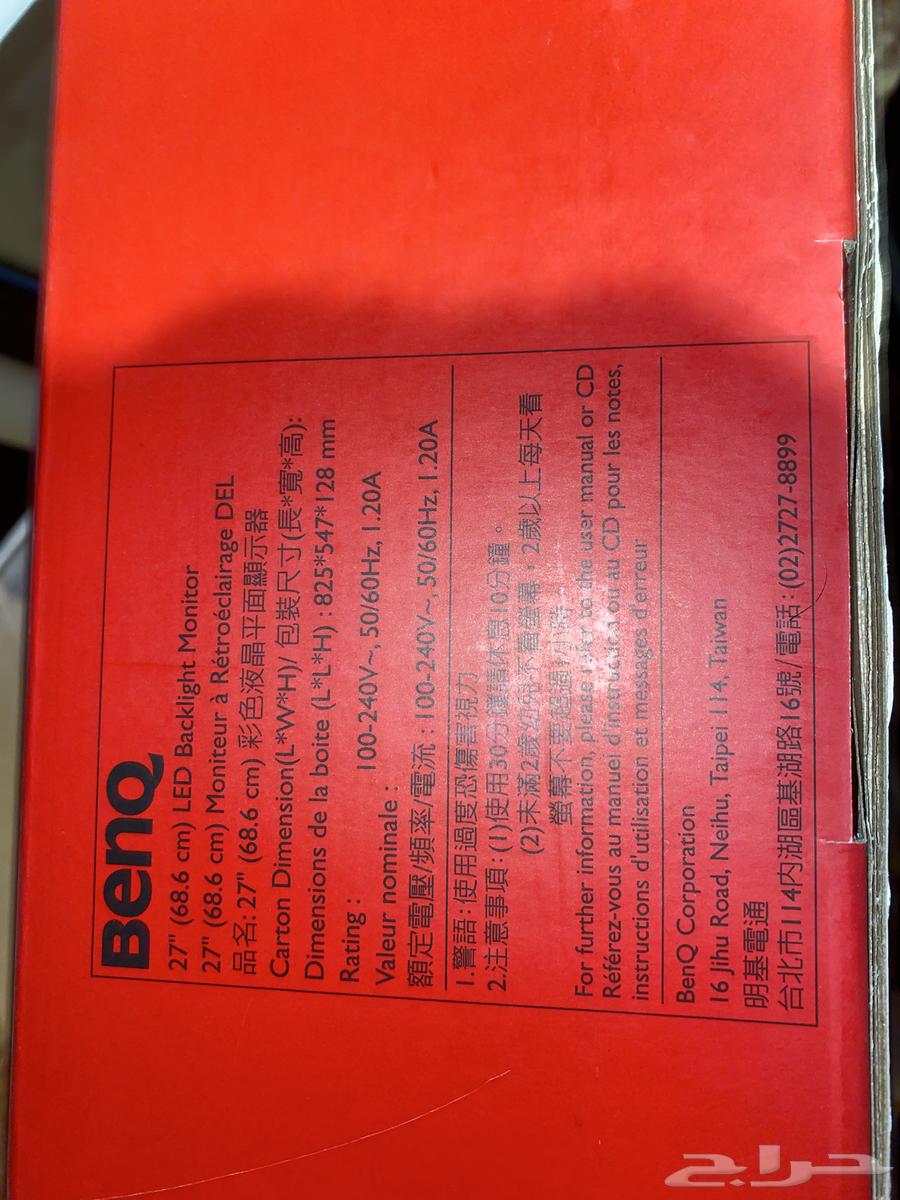 BenQ
27" (68.6 cm) LED Backlight Monitor
27" (68.6 cm) Moniteur à Rétroéclairage DEL
品名: 27" (68.6 cm) 彩色液晶平面顯示器
Carton Dimension(L*W*H)/ 包裝尺寸(長*寬*高):
Dimensions de la boite (L*L*H) : 825*547*128 mm
Rating : 100-240V~, 50/60Hz, 1.20A
Valeur nominale :
額定電壓/頻率/電流 : 100-240V~, 50/60Hz, 1.20A
1.警語 : 使用過度恐傷害視力
2.注意事項 : (1)使用30分鐘請休息10分鐘。
(2)未滿2歲幼兒不看螢幕，2歲以上每天看
螢幕不要超過1小時。
For further information, please refer to the user manual or CD
Référez-vous au manuel d'instruction ou au CD pour les notes,
instructions d'utilisation et messages d'erreur
BenQ Corporation
16 Jihu Road, Neihu, Taipei 114, Taiwan
明基電通
台北市114內湖區基湖路16號/電話 : (02)2727-8899
حراج